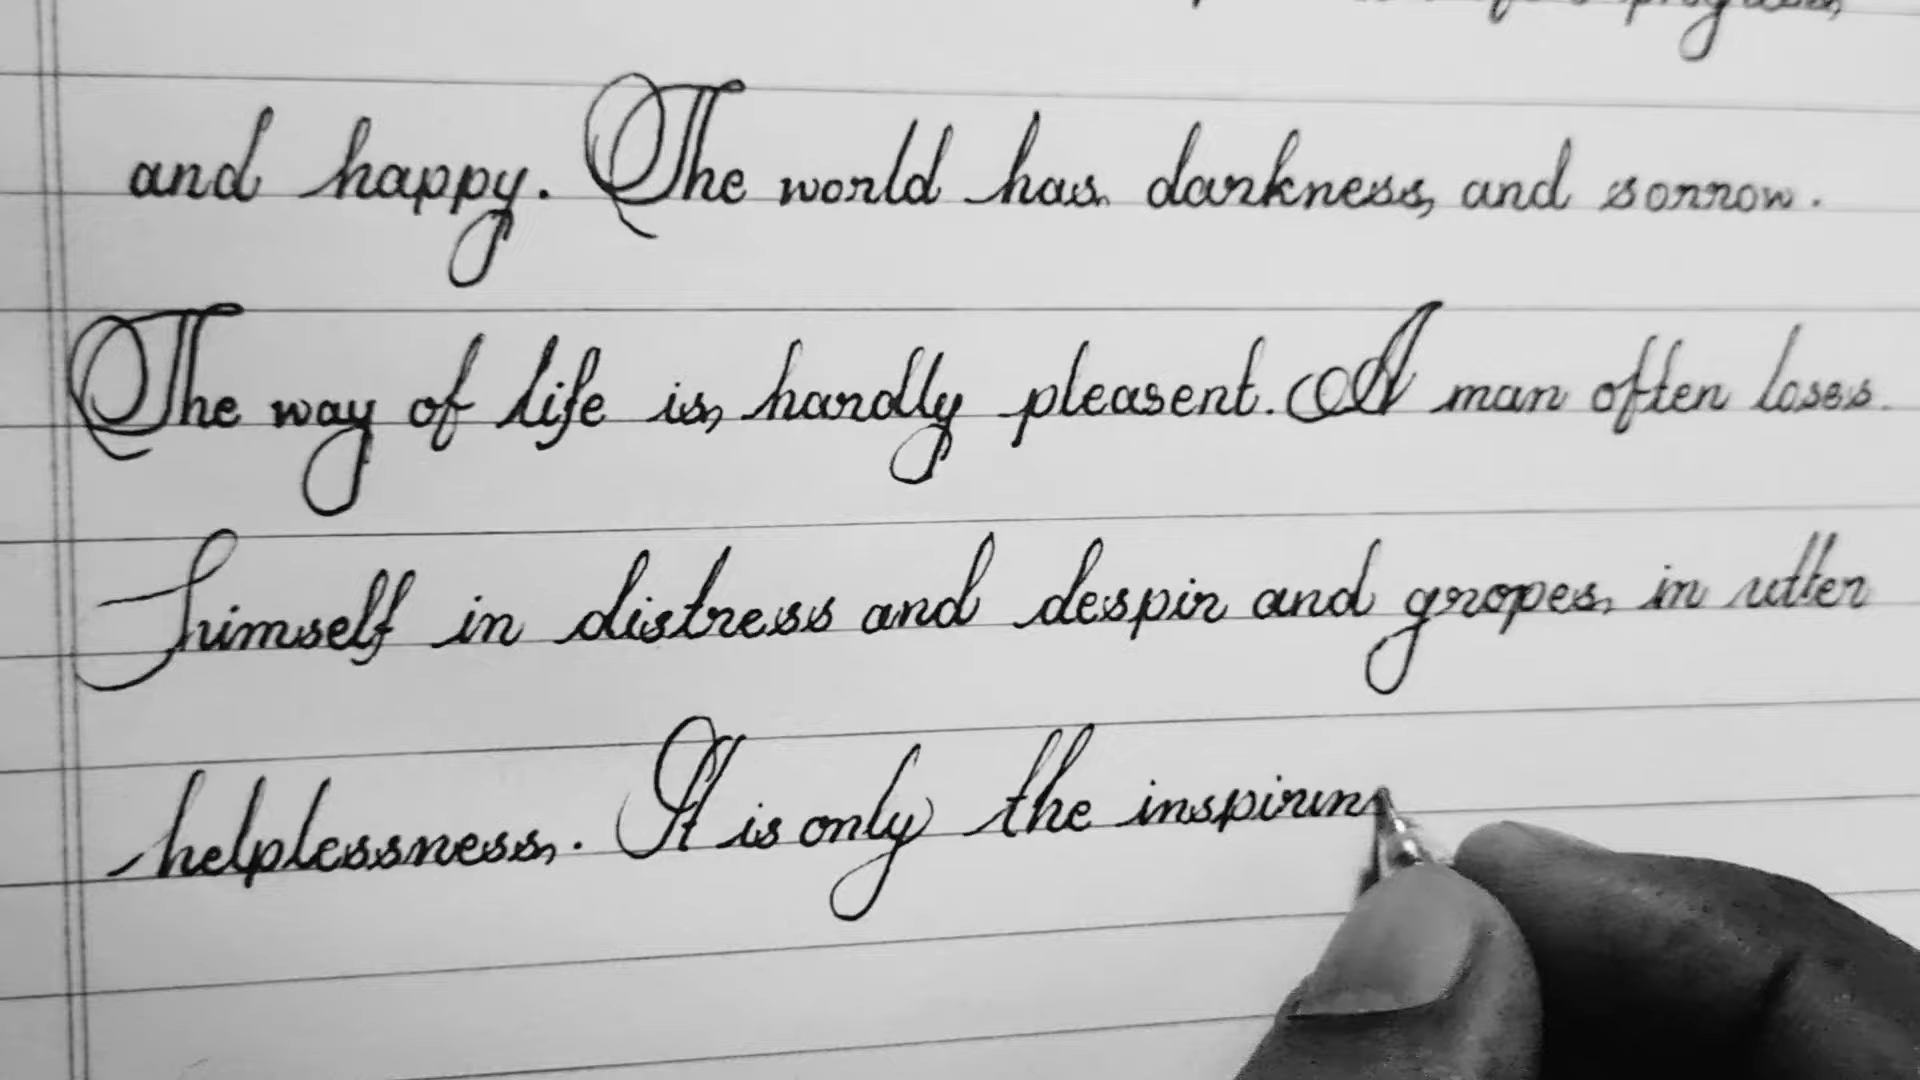 and happy. The world has darkness, and sorrow.
The way of life is, hardly pleasent. A man often loses
himself in distress and despir and gropes in utter
helplessness. It is only the inspirin